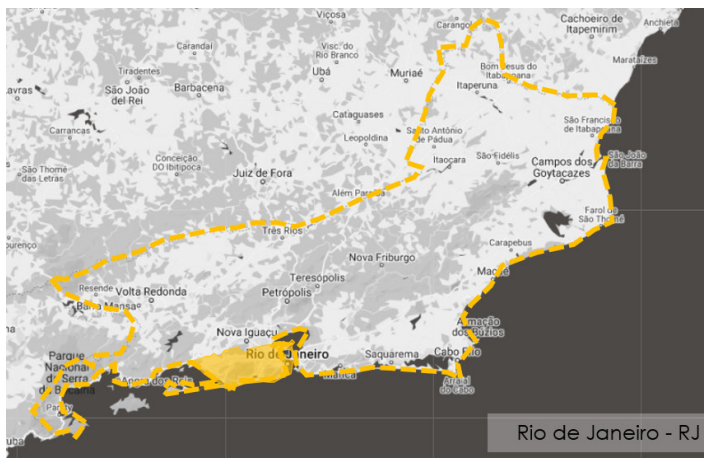 Viçosa
Carangol
Cachoeiro de
Itapemirim
Anchieta
Carandai
Visc. do
Rio Branco
Marataízes
Tiradentes
São João
del Rei
Barbacena
Ubá
Muriaé
Bom Jesus do
Itabapoana
Itaperuna
Carrancas
Cataguases
Leopoldina
Santo Antônio
de Pádua
São Francisco
de Itabapoana
São Thomé
das Letras
Conceição
DO Ibitipoca
Juiz de Fora
Itaocara
São Fidélis
Campos dos
Goytacazes
São João
da Barra
Além Paraíba
Três Rios
Farol de
São Thomé
Nova Friburgo
Carapebus
Resende
Volta Redonda
Barra Mansa
Teresópolis
Petrópolis
Macaé
Nova Iguaçu
Armação
dos Búzios
Parque
Nacional
da Serra
da Bocaina
Rio de Janeiro
Saquarema
Cabo Frio
Angra dos Reis
Maricá
Arraial
do Cabo
Paraty
Rio de Janeiro - RJ